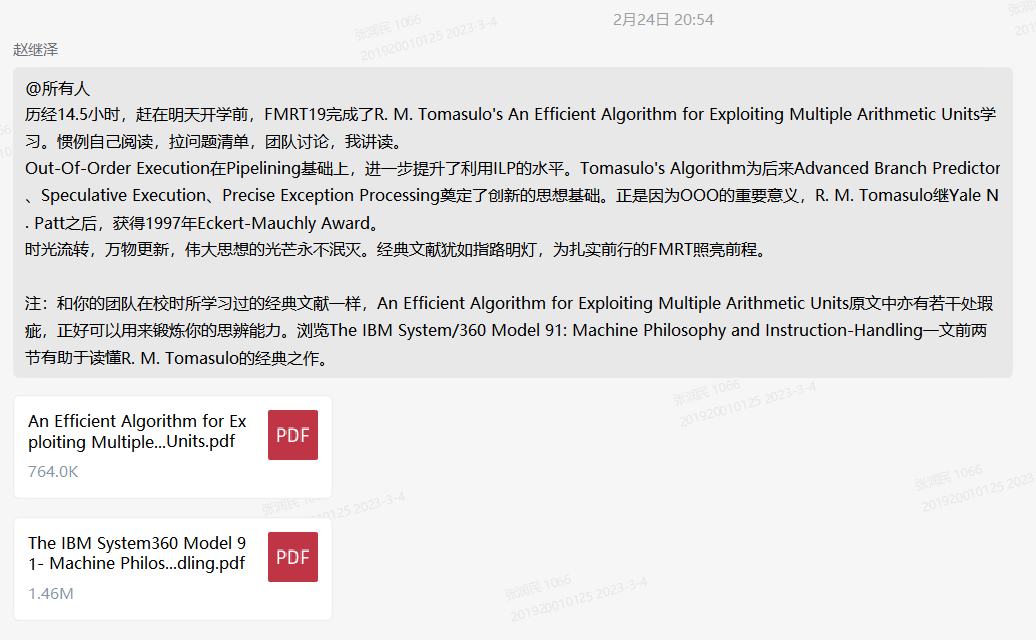 2月24日 20:54
赵继泽
@所有人
历经14.5小时，赶在明天开学前，FMRT19完成了R. M. Tomasulo's An Efficient Algorithm for Exploiting Multiple Arithmetic Units学
习。惯例自己阅读，拉问题清单，团队讨论，我讲读。
Out-Of-Order Execution在Pipelining基础上，进一步提升了利用ILP的水平。Tomasulo's Algorithm为后来Advanced Branch Predictor
、Speculative Execution、Precise Exception Processing奠定了创新的思想基础。正是因为OOO的重要意义，R. M. Tomasulo继Yale N
. Patt之后，获得1997年Eckert-Mauchly Award。
时光流转，万物更新，伟大思想的光芒永不泯灭。经典文献犹如指路明灯，为扎实前行的FMRT照亮前程。
注：和你的团队在校时所学习过的经典文献一样，An Efficient Algorithm for Exploiting Multiple Arithmetic Units原文中亦有若干处瑕
疵，正好可以用来锻炼你的思辨能力。浏览The IBM System/360 Model 91: Machine Philosophy and Instruction-Handling一文前两
节有助于读懂R. M. Tomasulo的经典之作。
An Efficient Algorithm for Ex
ploiting Multiple...Units.pdf
PDF
764.0K
The IBM System360 Model 9
1- Machine Philos...dling.pdf
PDF
1.46M
张润民 1066
201920010125 2023-3-4
张润民 1066
201920010125 2023-3-4
张润民 1066
201920010125 2023
张润民 1066
201920010125 2023-3-4